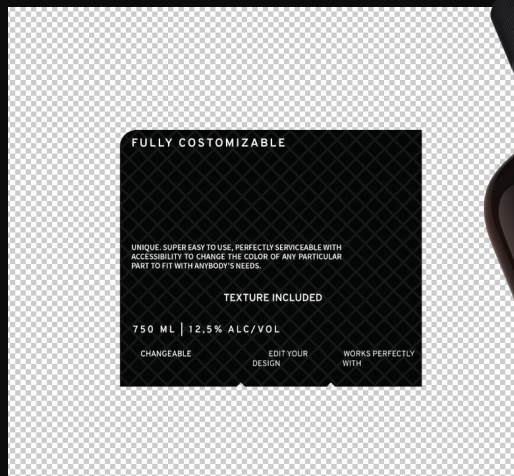 FULLY COSTOMIZABLE
UNIQUE. SUPER EASY TO USE, PERFECTLY SERVICEABLE WITH
ACCESSIBILITY TO CHANGE THE COLOR OF ANY PARTICULAR
PART TO FIT WITH ANYBODY'S NEEDS.
TEXTURE INCLUDED
750 ML | 12,5% ALC/VOL
CHANGEABLE
EDIT YOUR
DESIGN
WORKS PERFECTLY
WITH